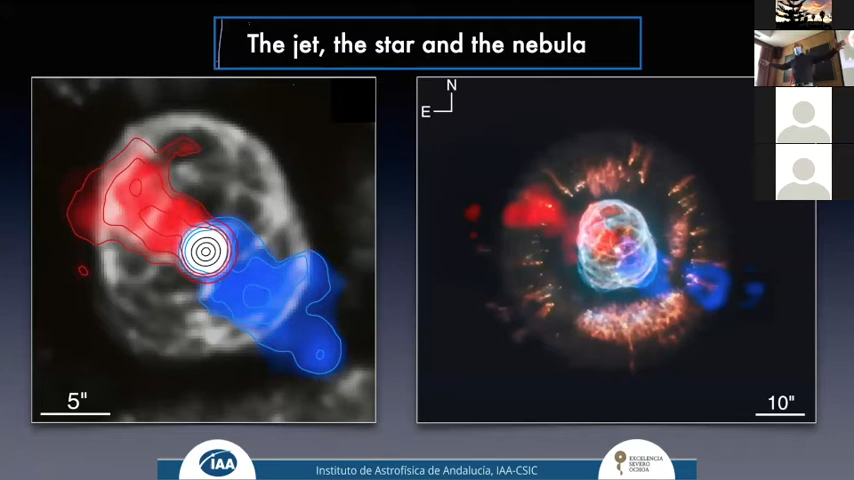 The jet, the star and the nebula
N
E
5"
10"
IAA
Instituto de Astrofísica de Andalucía, IAA-CSIC
EXCELENCIA
SEVERO
OCHOA